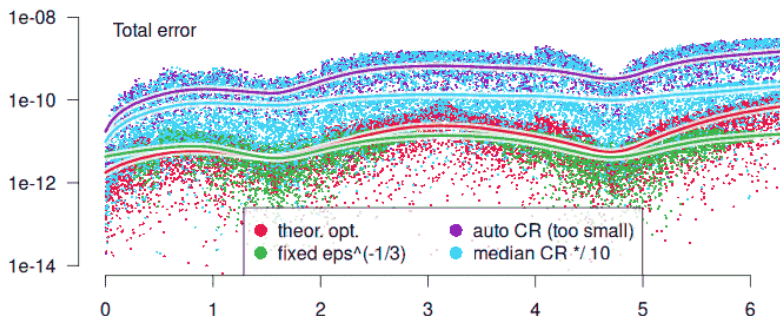 1e-08
Total error
1e-10
1e-12
1e-14
theor. opt.
auto CR (too small)
fixed eps^(-1/3)
median CR */ 10
0 1 2 3 4 5 6